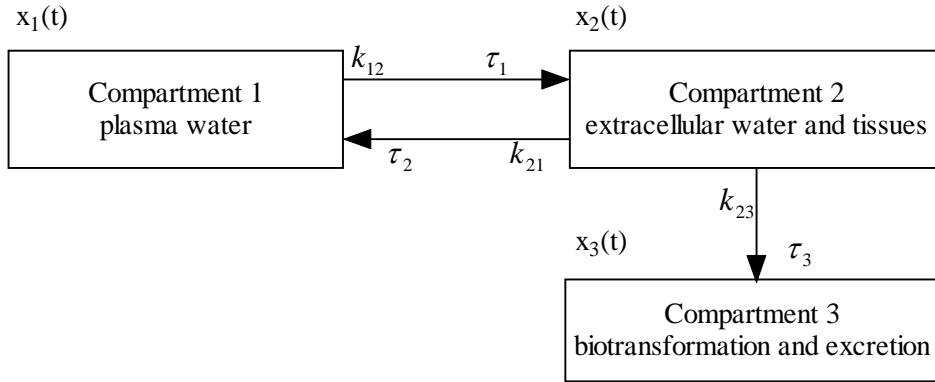 x₁(t)
x₂(t)
k₁₂
τ₁
Compartment 1
plasma water
Compartment 2
extracellular water and tissues
τ₂
k₂₁
k₂₃
x₃(t)
τ₃
Compartment 3
biotransformation and excretion